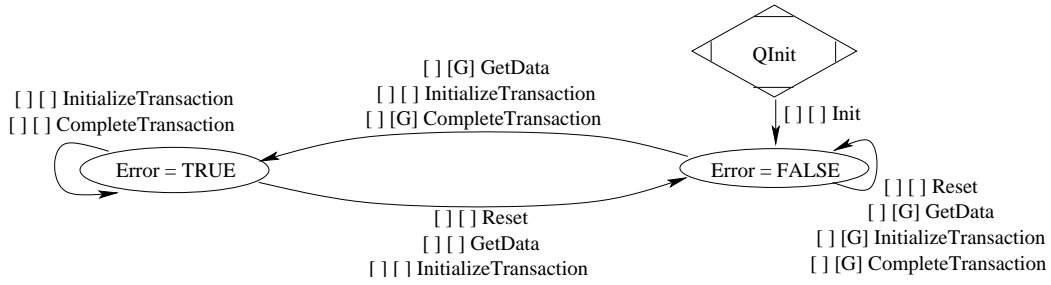 QInit
[ ] [G] GetData
[ ] [ ] InitializeTransaction
[ ] [G] CompleteTransaction
[ ] [ ] Init
[ ] [ ] InitializeTransaction
[ ] [ ] CompleteTransaction
Error = TRUE
Error = FALSE
[ ] [ ] Reset
[ ] [ ] GetData
[ ] [ ] InitializeTransaction
[ ] [ ] Reset
[ ] [G] GetData
[ ] [G] InitializeTransaction
[ ] [G] CompleteTransaction